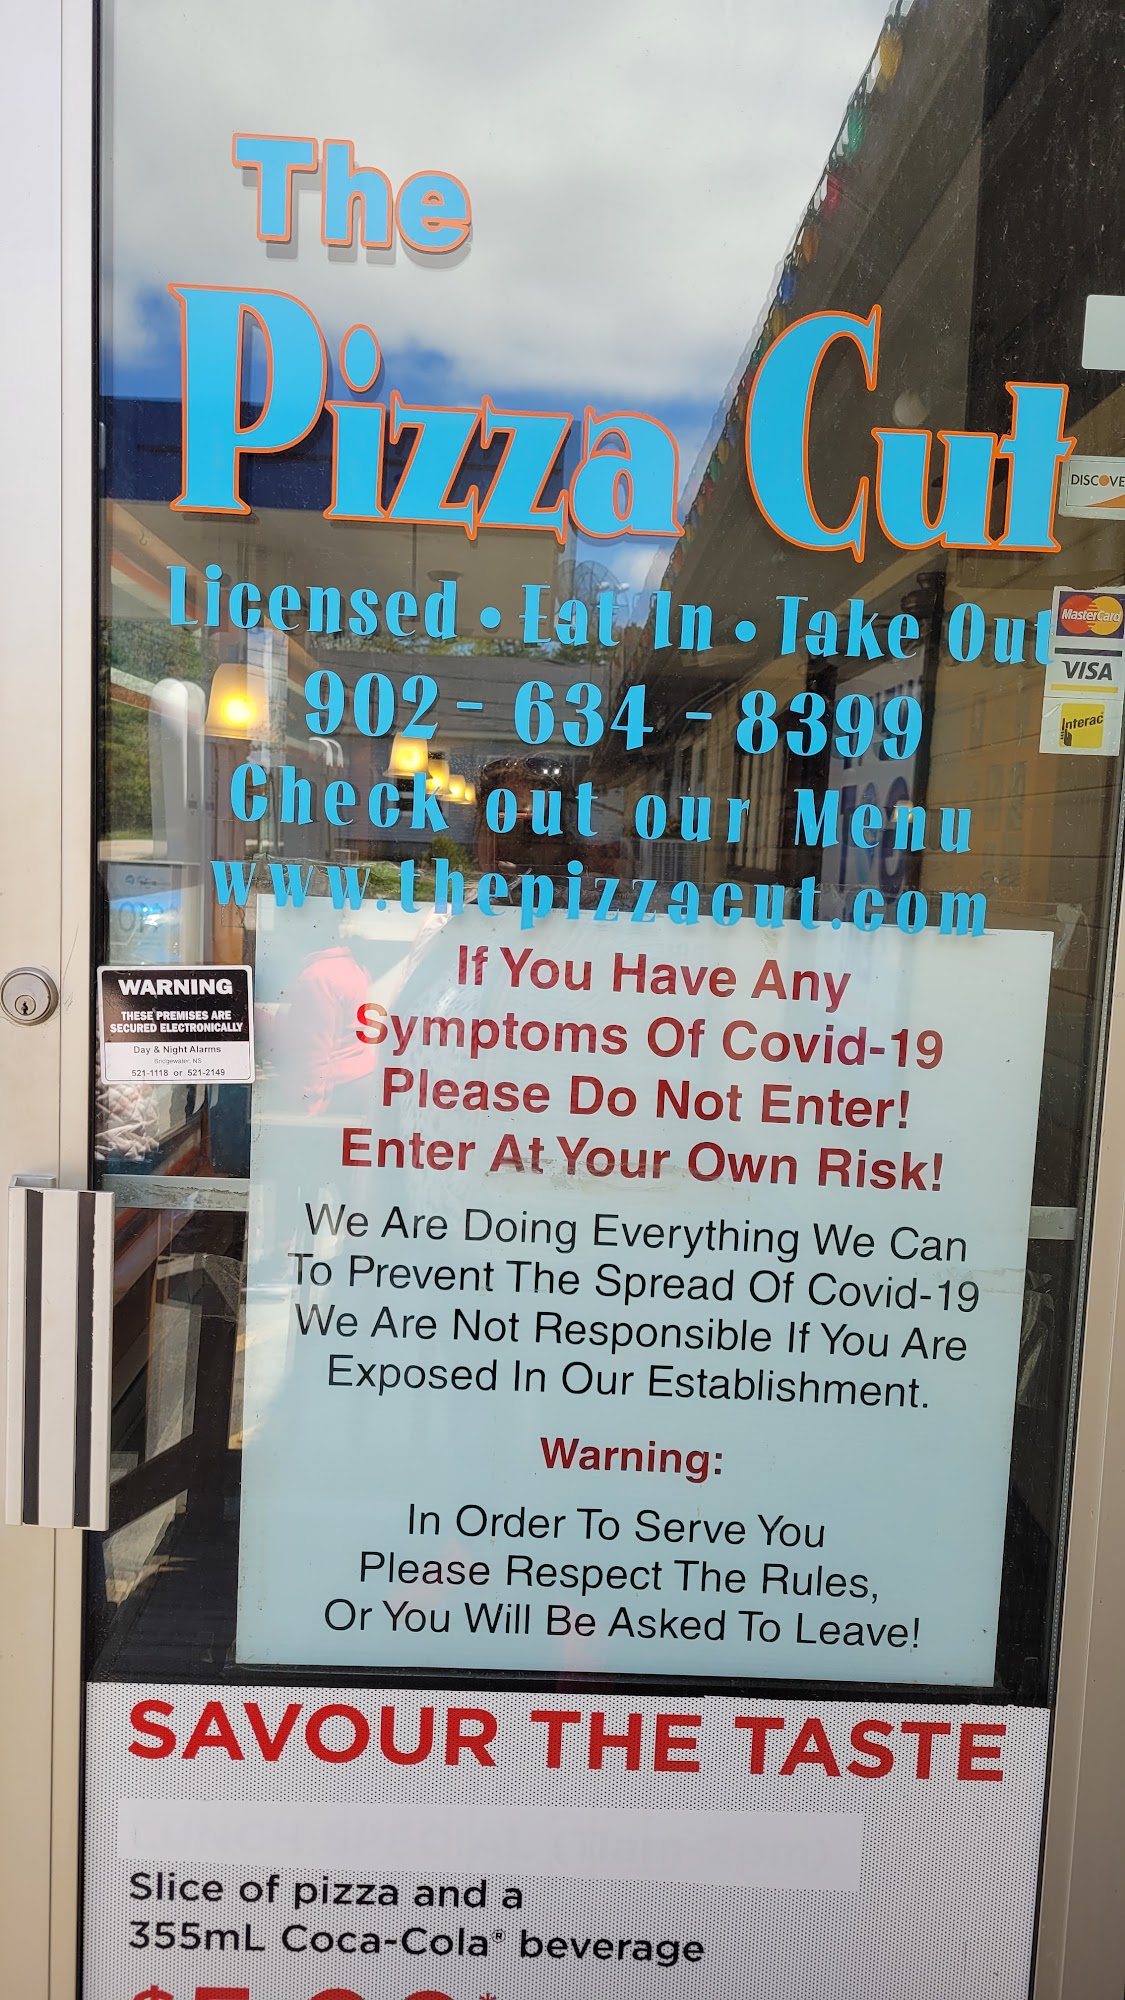 The
Pizza Cut
Licensed • Eat In • Take Out
902 - 634 - 8399
Check out our Menu
www.thepizzacut.com
DISCOVE
MasterCard
VISA
Interac
WARNING
THESE PREMISES ARE
SECURED ELECTRONICALLY
Day & Night Alarms
Bridgewater, NS
521-1118 or 521-2149
If You Have Any
Symptoms Of Covid-19
Please Do Not Enter!
Enter At Your Own Risk!
We Are Doing Everything We Can
To Prevent The Spread Of Covid-19
We Are Not Responsible If You Are
Exposed In Our Establishment.
Warning:
In Order To Serve You
Please Respect The Rules,
Or You Will Be Asked To Leave!
SAVOUR THE TASTE
Slice of pizza and a
355mL Coca-Cola® beverage